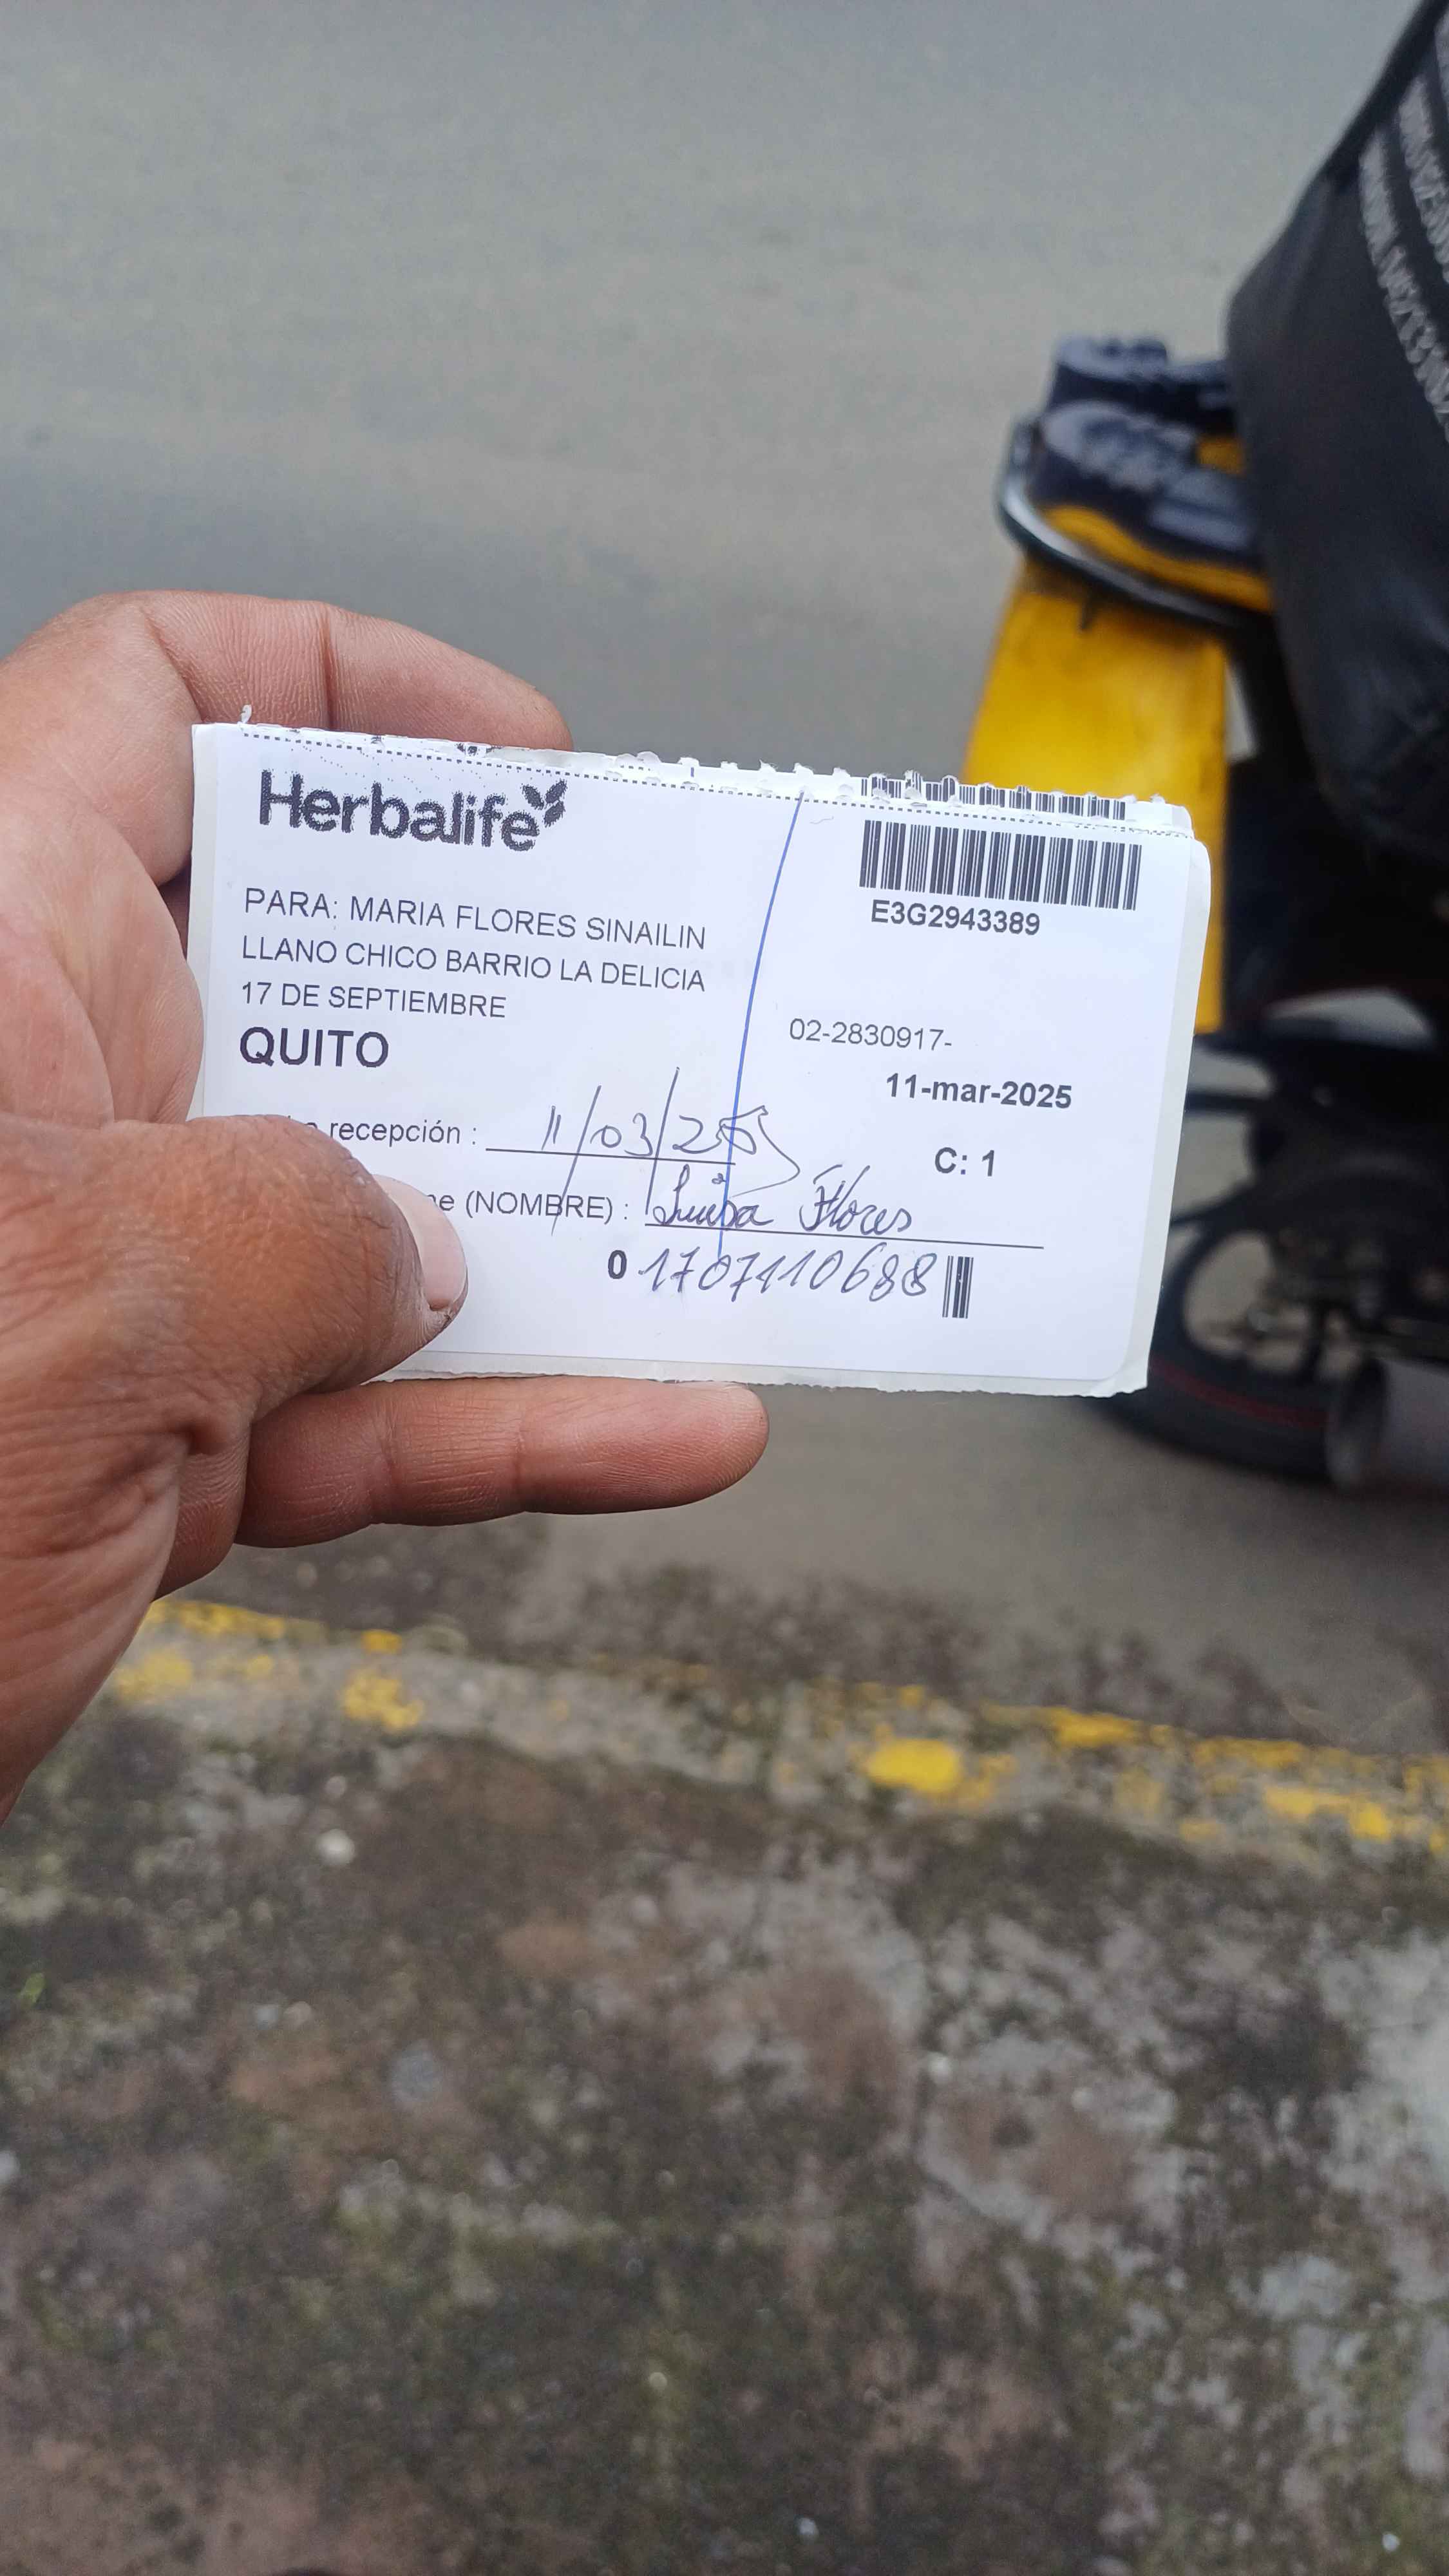 Herbalife
E3G2943389
PARA: MARIA FLORES SINAILIN
LLANO CHICO BARRIO LA DELICIA
17 DE SEPTIEMBRE
QUITO
02-2830917-
11-mar-2025
recepción : 11/03/25
C: 1
(NOMBRE) : Luisa Flores
0 1707110688